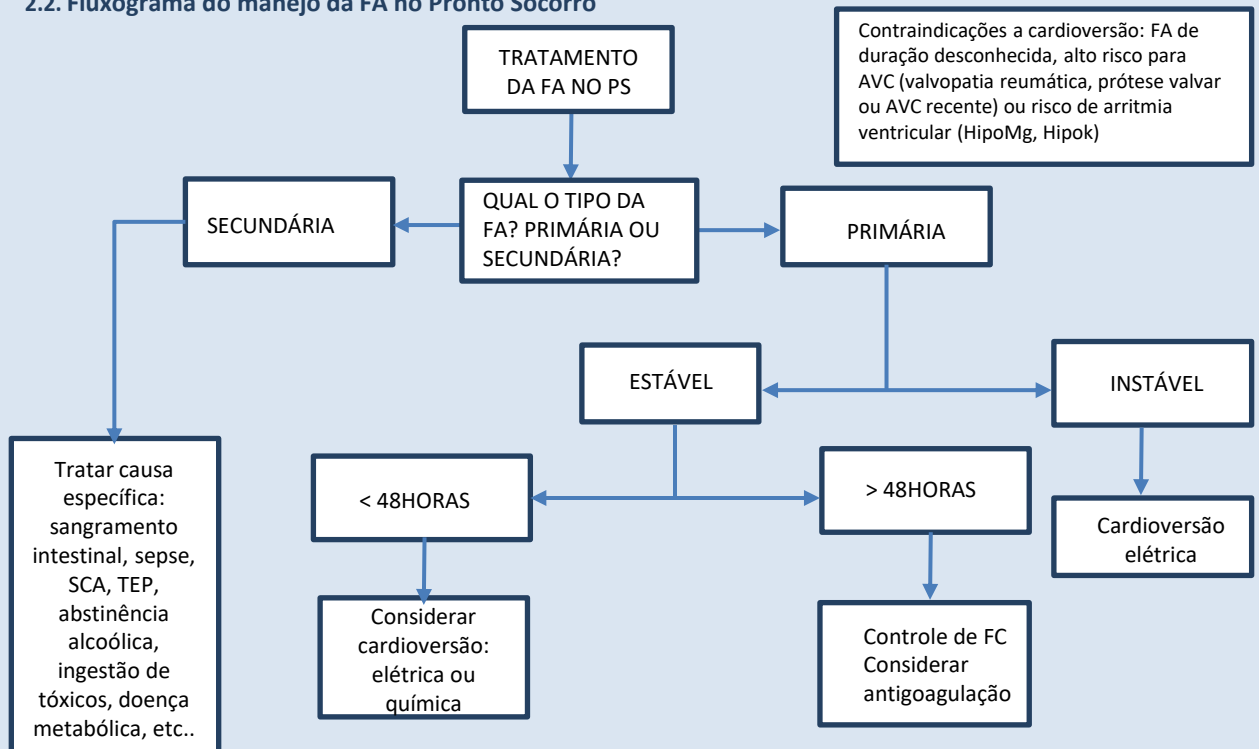 2.2. Fluxograma do manejo da FA no Pronto Socorro
Contraindicações a cardioversão: FA de
duração desconhecida, alto risco para
AVC (valvopatia reumática, prótese valvar
ou AVC recente) ou risco de arritmia
ventricular (HipoMg, Hipok)
TRATAMENTO
DA FA NO PS
SECUNDÁRIA
QUAL O TIPO DA
FA? PRIMÁRIA OU
SECUNDÁRIA?
PRIMÁRIA
ESTÁVEL
INSTÁVEL
Tratar causa
específica:
sangramento
intestinal, sepse,
SCA, TEP,
abstinência
alcoólica,
ingestão de
tóxicos, doença
metabólica, etc..
< 48HORAS
> 48HORAS
Cardioversão
elétrica
Considerar
cardioversão:
elétrica ou
química
Controle de FC
Considerar
antigoagulação